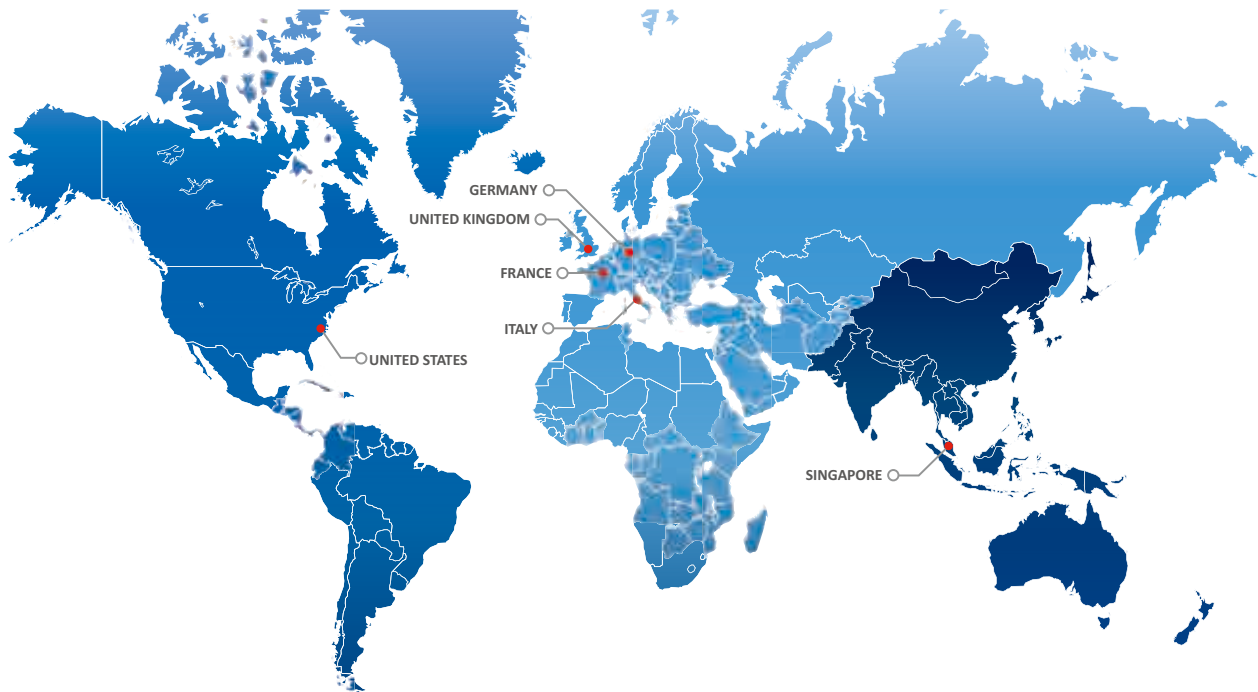 GERMANY
UNITED KINGDOM
FRANCE
ITALY
UNITED STATES
SINGAPORE